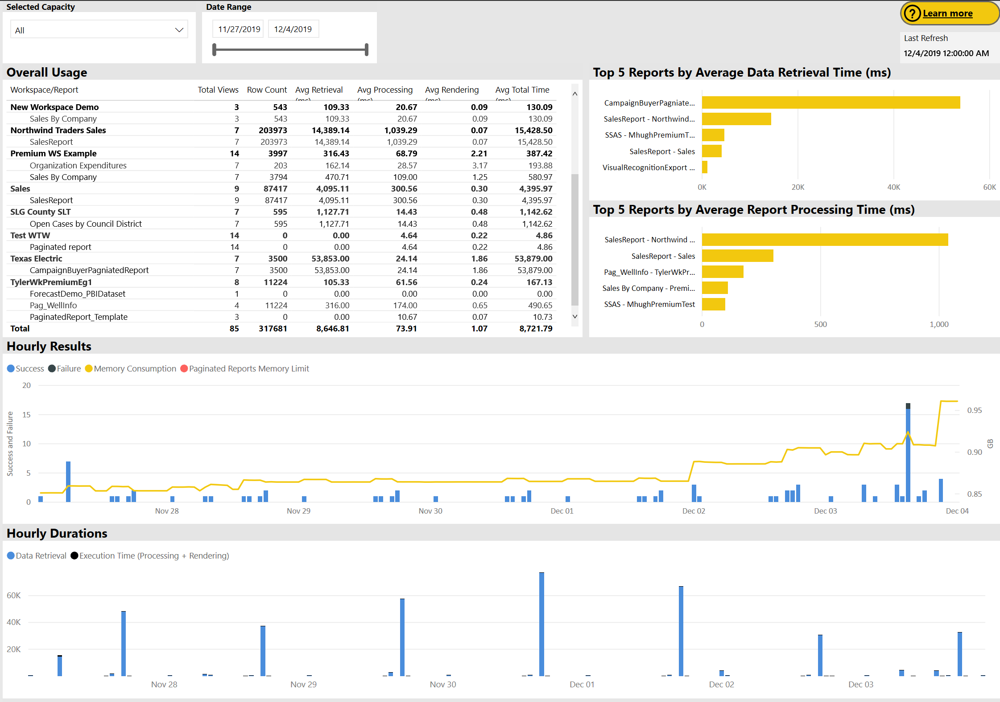 Selected Capacity
Date Range
Learn more
All
11/27/2019 12/4/2019
Last Refresh
12/4/2019 12:00:00 AM
Overall Usage
Workspace/Report Total Views Row Count Avg Retrieval (ms) Avg Processing (ms) Avg Rendering (ms) Avg Total Time (ms)
New Workspace Demo 3 543 109.33 20.67 0.09 130.09
Sales By Company 3 543 109.33 20.67 0.09 130.09
Northwind Traders Sales 7 203973 14,389.14 1,039.29 0.07 15,428.50
SalesReport 7 203973 14,389.14 1,039.29 0.07 15,428.50
Premium WS Example 14 3997 316.43 68.79 2.21 387.42
Organization Expenditures 7 203 162.14 28.57 3.17 193.88
Sales By Company 7 3794 470.71 109.00 1.25 580.97
Sales 9 87417 4,095.11 300.56 0.30 4,395.97
SalesReport 9 87417 4,095.11 300.56 0.30 4,395.97
SLG County SLT 7 595 1,127.71 14.43 0.48 1,142.62
Open Cases by Council District 7 595 1,127.71 14.43 0.48 1,142.62
Test WTW 14 0 0.00 4.64 0.22 4.86
Paginated report 14 0 0.00 4.64 0.22 4.86
Texas Electric 7 3500 53,853.00 24.14 1.86 53,879.00
CampaignBuyerPagniatedReport 7 3500 53,853.00 24.14 1.86 53,879.00
TylerWkPremiumEg1 8 11224 105.33 61.56 0.24 167.13
ForecastDemo_PBIDataset 1 0 0.00 0.00 0.00 0.00
Pag_WellInfo 4 11224 316.00 174.00 0.65 490.65
PaginatedReport_Template 3 0 0.00 10.67 0.07 10.73
Total 85 317681 8,646.81 73.91 1.07 8,721.79
Top 5 Reports by Average Data Retrieval Time (ms)
CampaignBuyerPagniate...
SalesReport - Northwind...
SSAS - MhughPremiumT...
SalesReport - Sales
VisualRecognitionExport ...
0K 20K 40K 60K
Top 5 Reports by Average Report Processing Time (ms)
SalesReport - Northwind ...
SalesReport - Sales
Pag_WellInfo - TylerWkPr...
Sales By Company - Premi...
SSAS - MhughPremiumTest
0 500 1,000
Hourly Results
Success Failure Memory Consumption Paginated Reports Memory Limit
Success and Failure
20
15
10
5
0
0.95
0.90
0.85
GB
Nov 28 Nov 29 Nov 30 Dec 01 Dec 02 Dec 03 Dec 04
Hourly Durations
Data Retrieval Execution Time (Processing + Rendering)
60K
40K
20K
Nov 28 Nov 29 Nov 30 Dec 01 Dec 02 Dec 03